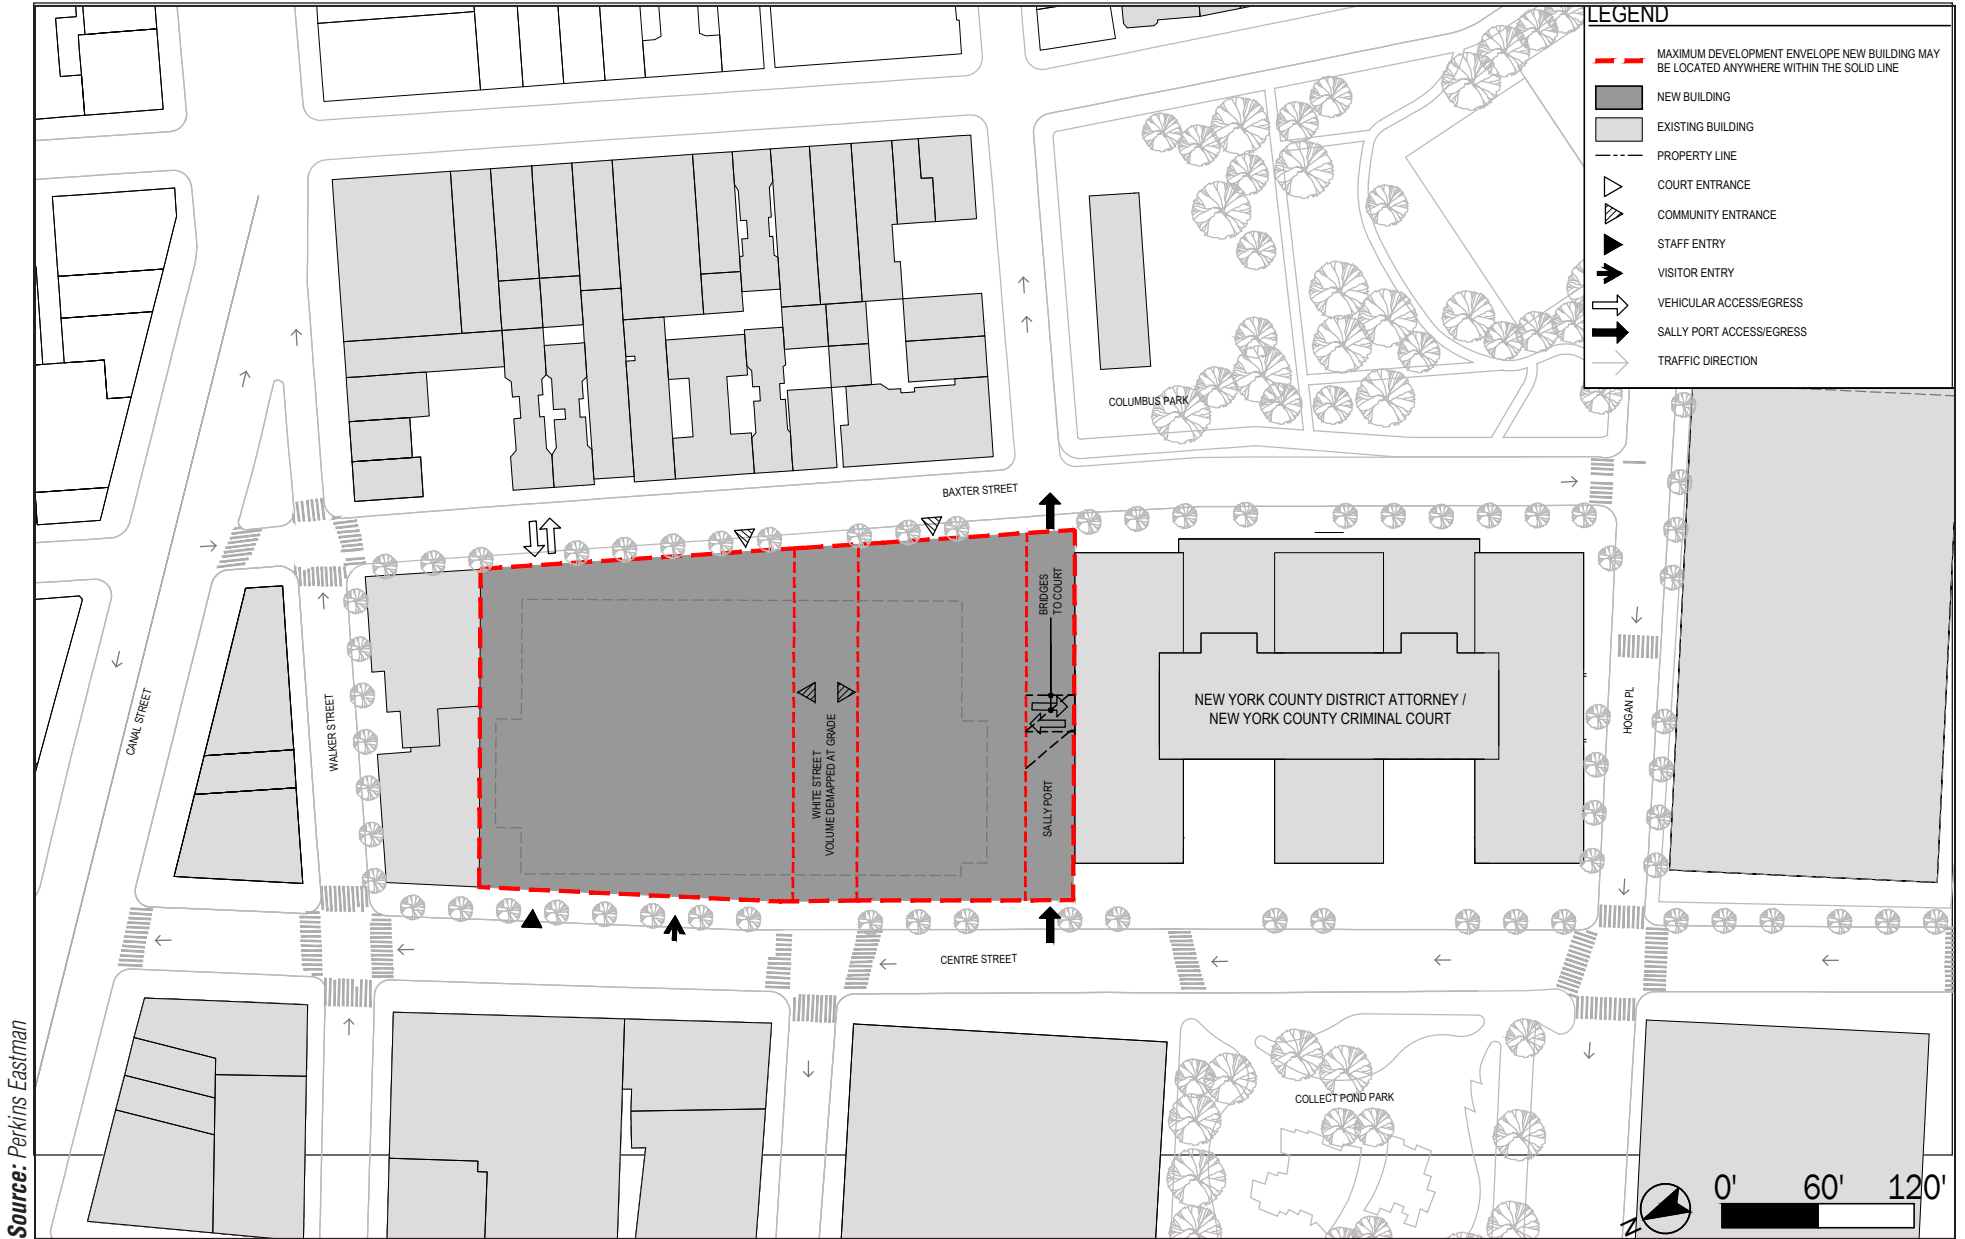 LEGEND
MAXIMUM DEVELOPMENT ENVELOPE NEW BUILDING MAY
BE LOCATED ANYWHERE WITHIN THE SOLID LINE
NEW BUILDING
EXISTING BUILDING
PROPERTY LINE
COURT ENTRANCE
COMMUNITY ENTRANCE
STAFF ENTRY
VISITOR ENTRY
VEHICULAR ACCESS/EGRESS
SALLY PORT ACCESS/EGRESS
TRAFFIC DIRECTION
COLUMBUS PARK
BAXTER STREET
BRIDGES
TO COURT
NEW YORK COUNTY DISTRICT ATTORNEY /
NEW YORK COUNTY CRIMINAL COURT
HOGAN PL
CANAL STREET
WALKER STREET
WHITE STREET
VOLUME DEMAPPED AT GRADE
SALLY PORT
CENTRE STREET
COLLECT POND PARK
N
0' 60' 120'
Source: Perkins Eastman